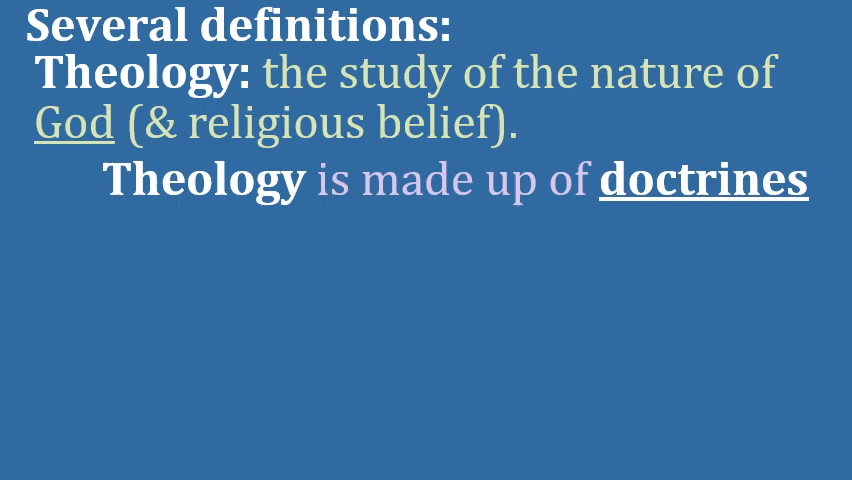 Several definitions:
Theology: the study of the nature of
God (& religious belief).
Theology is made up of doctrines